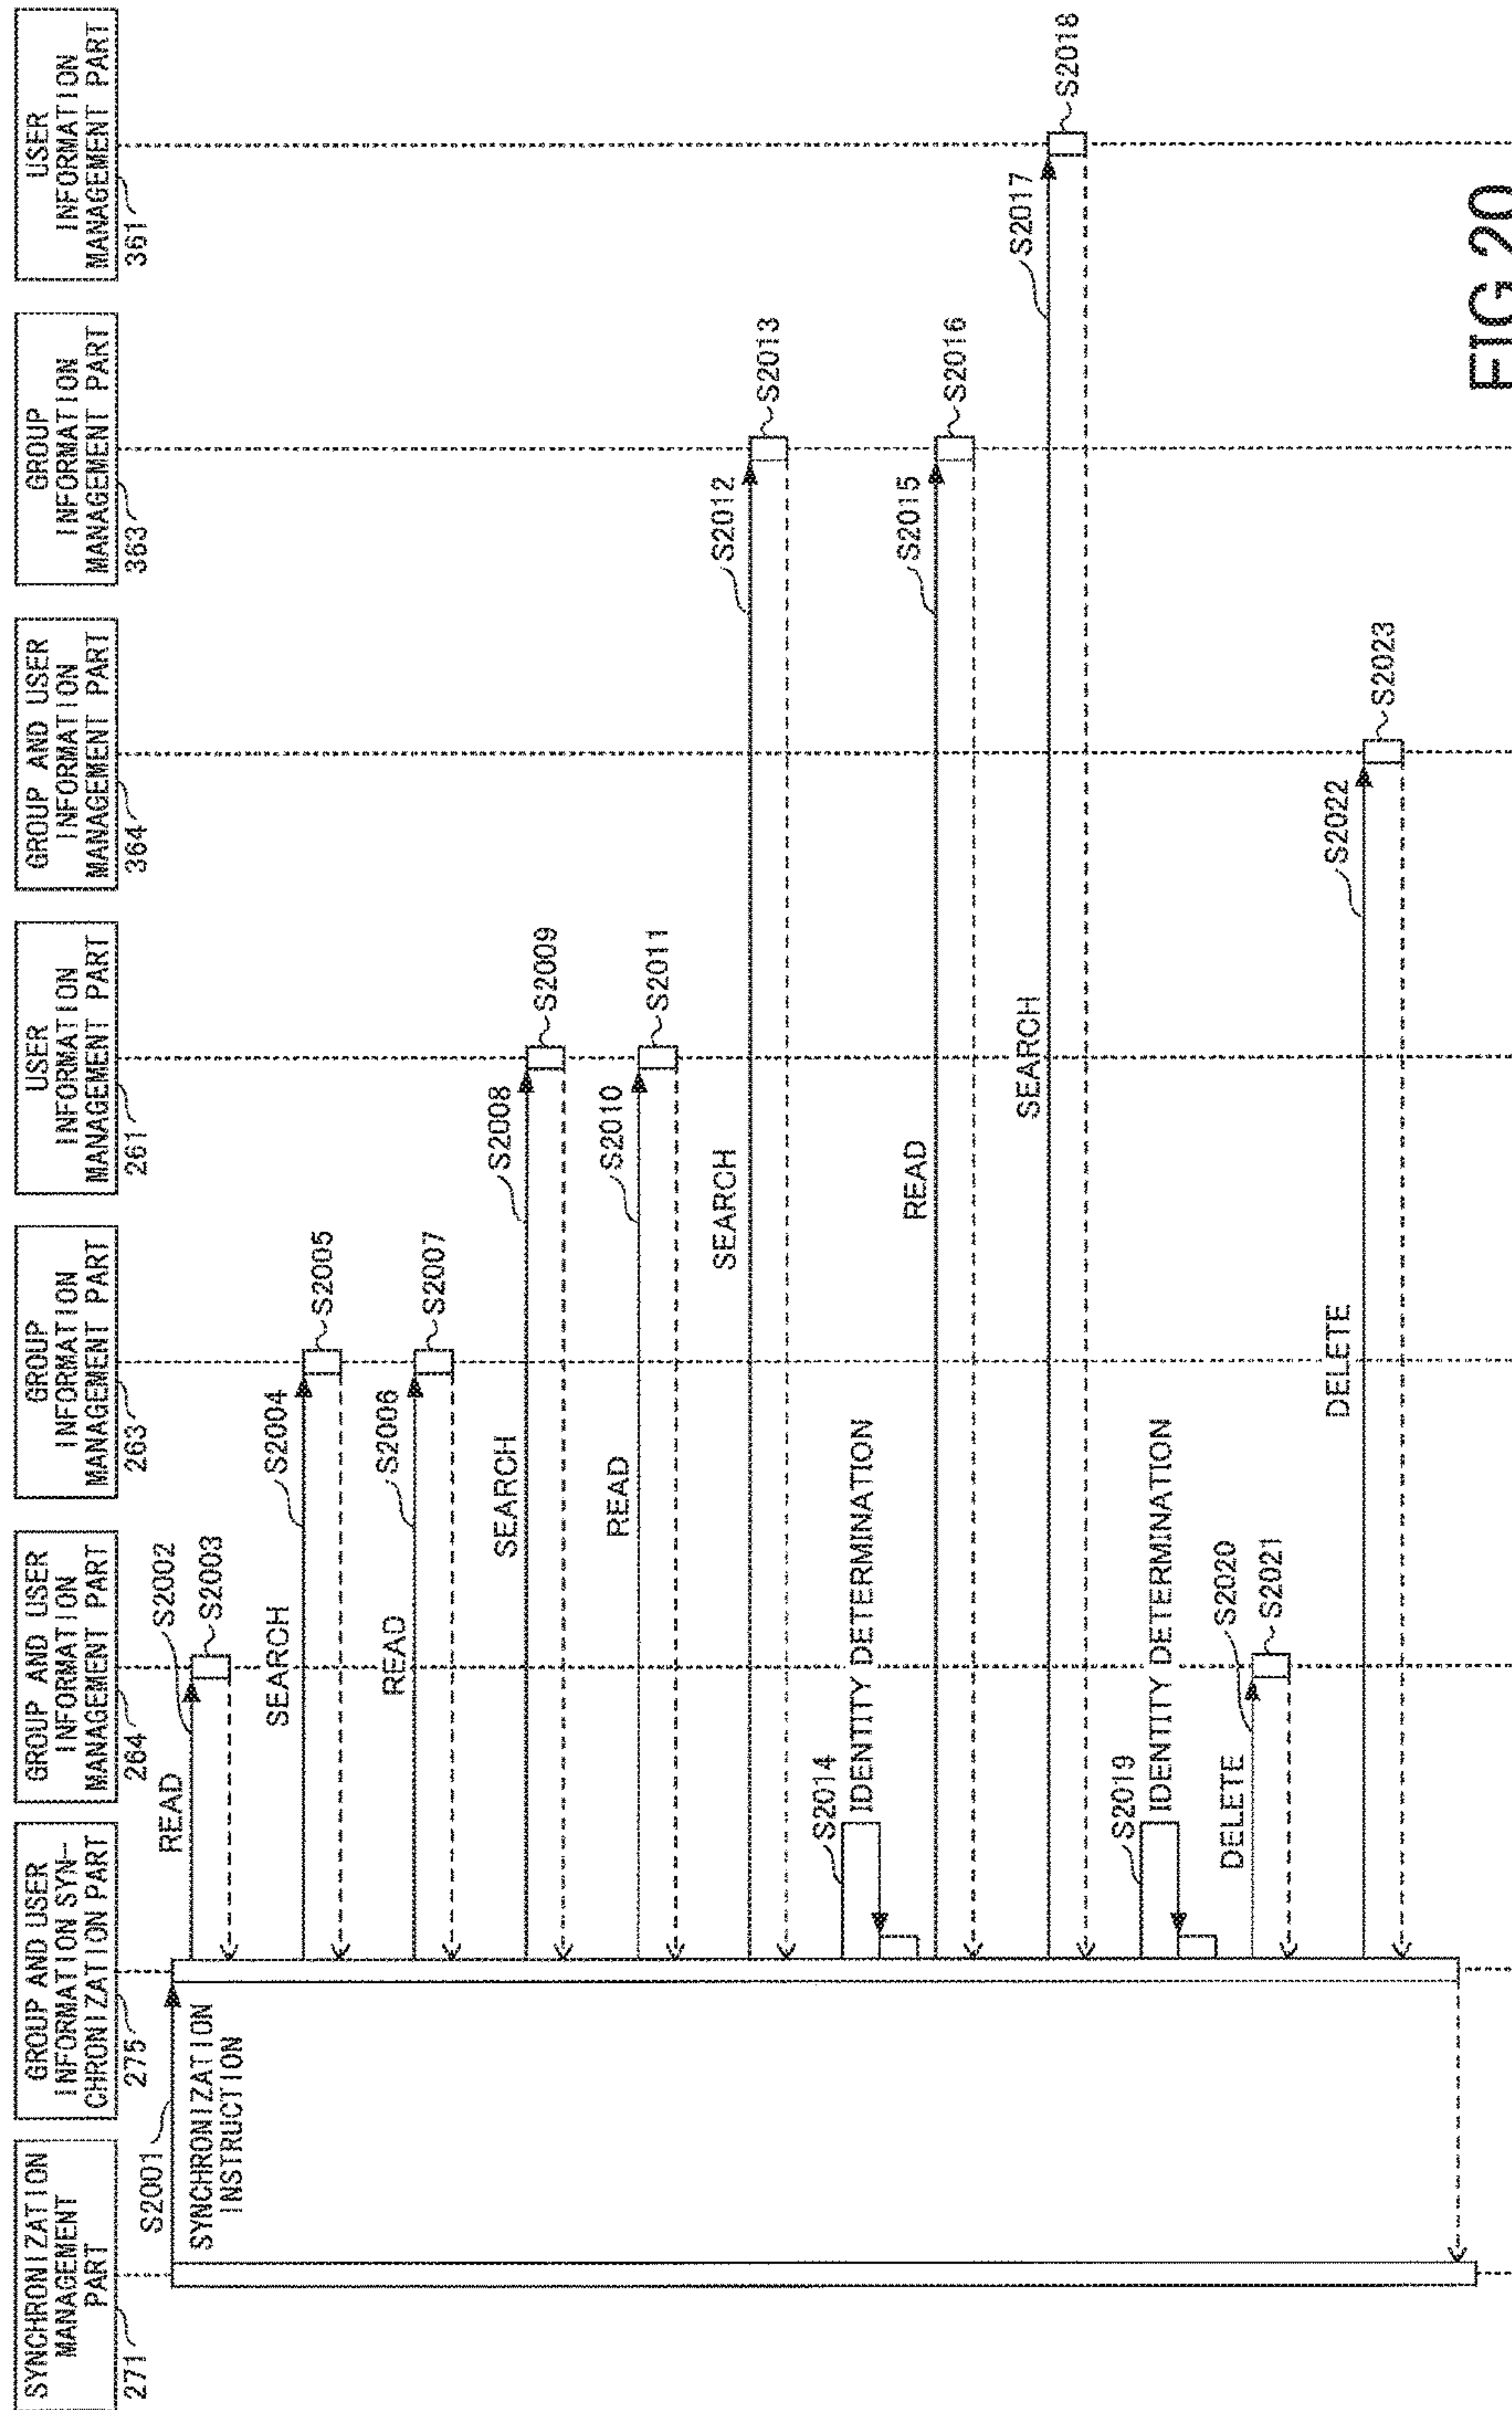 SYNCHRONIZATION
MANAGEMENT
PART
271
GROUP AND USER
INFORMATION SYN-
CHRONIZATION PART
275
GROUP AND USER
INFORMATION
MANAGEMENT PART
264
GROUP
INFORMATION
MANAGEMENT PART
263
USER
INFORMATION
MANAGEMENT PART
261
GROUP AND USER
INFORMATION
MANAGEMENT PART
364
GROUP
INFORMATION
MANAGEMENT PART
363
USER
INFORMATION
MANAGEMENT PART
361
S2001
SYNCHRONIZATION
INSTRUCTION
READ
S2002
S2003
SEARCH
S2004
S2005
READ
S2006
S2007
SEARCH
S2008
S2009
READ
S2010
S2011
SEARCH
S2012
S2013
S2014
IDENTITY DETERMINATION
READ
S2015
S2016
SEARCH
S2017
S2018
S2019
IDENTITY DETERMINATION
DELETE
S2020
S2021
DELETE
S2022
S2023
FIG.20